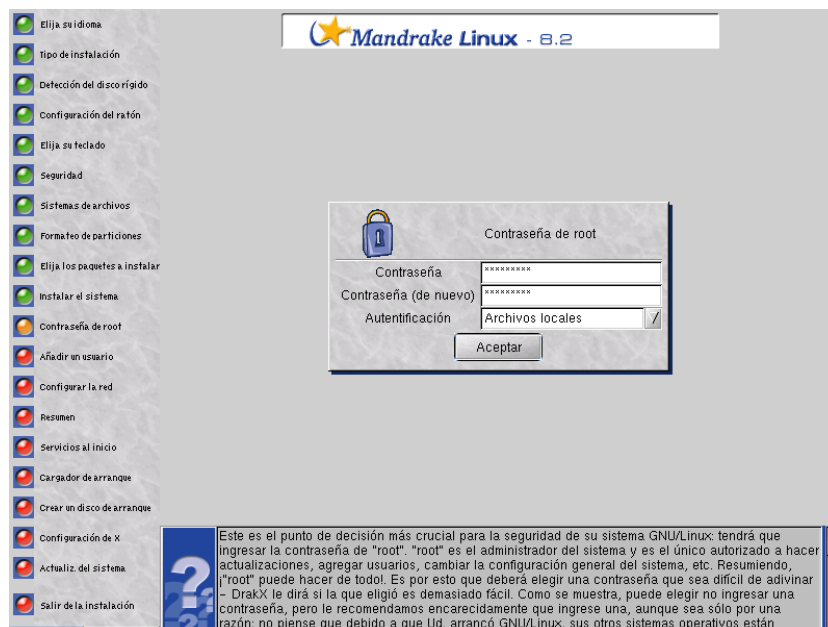 Mandrake Linux - 8.2
Elija su idioma
Tipo de instalación
Detección del disco rígido
Configuración del ratón
Elija su teclado
Seguridad
Sistemas de archivos
Formateo de particiones
Elija los paquetes a instalar
Instalar el sistema
Contraseña de root
Añadir un usuario
Configurar la red
Resumen
Servicios al inicio
Cargador de arranque
Crear un disco de arranque
Configuración de X
Actualiz. del sistema
Salir de la instalación
Contraseña de root
Contraseña *********
Contraseña (de nuevo) *********
Autentificación Archivos locales
Aceptar
Este es el punto de decisión más crucial para la seguridad de su sistema GNU/Linux: tendrá que
ingresar la contraseña de "root". "root" es el administrador del sistema y es el único autorizado a hacer
actualizaciones, agregar usuarios, cambiar la configuración general del sistema, etc. Resumiendo,
¡"root" puede hacer de todo!. Es por esto que deberá elegir una contraseña que sea difícil de adivinar
– DrakX le dirá si la que eligió es demasiado fácil. Como se muestra, puede elegir no ingresar una
contraseña, pero le recomendamos encarecidamente que ingrese una, aunque sea sólo por una
razón: no piense que debido a que Ud. arrancó GNU/Linux, sus otros sistemas operativos están